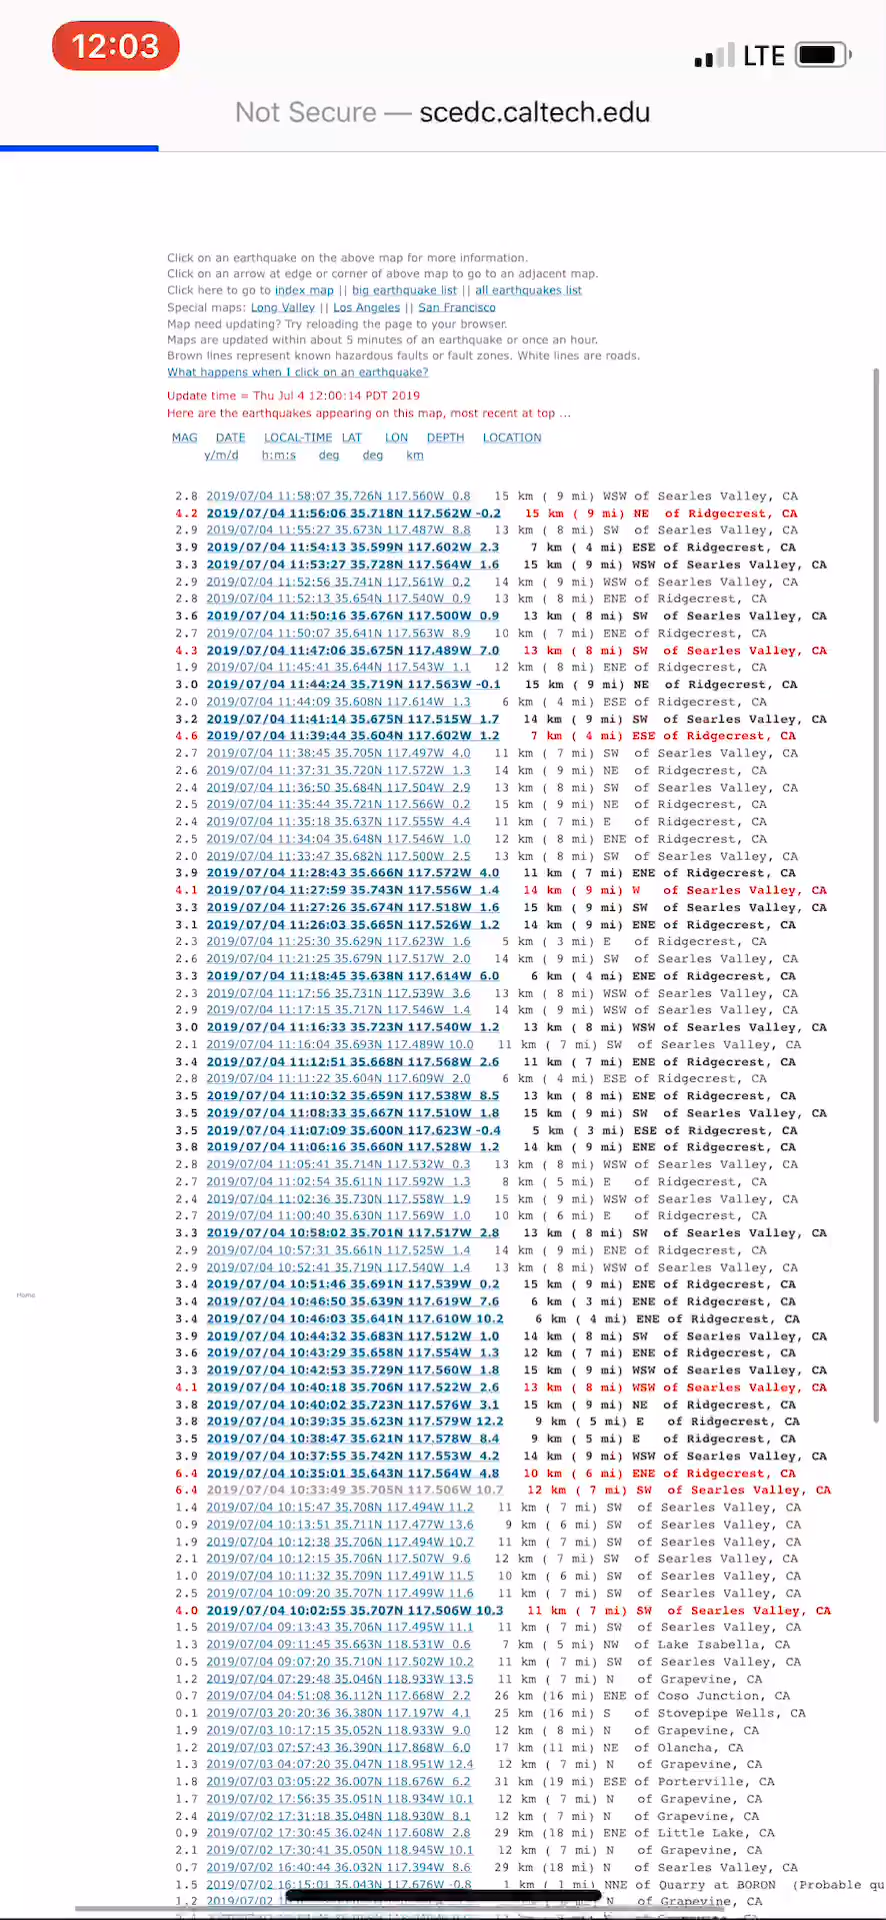 12:03
LTE
Not Secure — scedc.caltech.edu
Click on an earthquake on the above map for more information.
Click on an arrow at edge or corner of above map to go to an adjacent map.
Click here to go to index map || big earthquake list || all earthquakes list
Special maps: Long Valley || Los Angeles || San Francisco
Map need updating? Try reloading the page to your browser.
Maps are updated within about 5 minutes of an earthquake or once an hour.
Brown lines represent known hazardous faults or fault zones. White lines are roads.
What happens when I click on an earthquake?
Update time = Thu Jul 4 12:00:14 PDT 2019
Here are the earthquakes appearing on this map, most recent at top ...
MAG DATE LOCAL-TIME LAT LON DEPTH LOCATION
y/m/d h:m:s deg deg km
2.8 2019/07/04 11:58:07 35.726N 117.560W 0.8 15 km ( 9 mi) WSW of Searles Valley, CA
4.2 2019/07/04 11:56:06 35.718N 117.562W -0.2 15 km ( 9 mi) NE of Ridgecrest, CA
2.9 2019/07/04 11:55:27 35.673N 117.487W 8.8 13 km ( 8 mi) SW of Searles Valley, CA
3.9 2019/07/04 11:54:13 35.599N 117.602W 2.3 7 km ( 4 mi) ESE of Ridgecrest, CA
3.3 2019/07/04 11:53:27 35.728N 117.564W 1.6 15 km ( 9 mi) WSW of Searles Valley, CA
2.9 2019/07/04 11:52:56 35.741N 117.561W 0.2 14 km ( 9 mi) WSW of Searles Valley, CA
2.8 2019/07/04 11:52:13 35.654N 117.540W 0.9 13 km ( 8 mi) ENE of Ridgecrest, CA
3.6 2019/07/04 11:50:16 35.676N 117.500W 0.9 13 km ( 8 mi) SW of Searles Valley, CA
2.7 2019/07/04 11:50:07 35.641N 117.563W 8.9 10 km ( 7 mi) ENE of Ridgecrest, CA
4.3 2019/07/04 11:47:06 35.675N 117.489W 7.0 13 km ( 8 mi) SW of Searles Valley, CA
1.9 2019/07/04 11:45:41 35.644N 117.543W 1.1 12 km ( 8 mi) ENE of Ridgecrest, CA
3.0 2019/07/04 11:44:24 35.719N 117.563W -0.1 15 km ( 9 mi) NE of Ridgecrest, CA
2.0 2019/07/04 11:44:09 35.608N 117.614W 1.3 6 km ( 4 mi) ESE of Ridgecrest, CA
3.2 2019/07/04 11:41:14 35.675N 117.515W 1.7 14 km ( 9 mi) SW of Searles Valley, CA
4.6 2019/07/04 11:39:44 35.604N 117.602W 1.2 7 km ( 4 mi) ESE of Ridgecrest, CA
2.7 2019/07/04 11:38:45 35.705N 117.497W 4.0 11 km ( 7 mi) SW of Searles Valley, CA
2.6 2019/07/04 11:37:31 35.720N 117.572W 1.3 14 km ( 9 mi) NE of Ridgecrest, CA
2.4 2019/07/04 11:36:50 35.684N 117.504W 2.9 13 km ( 8 mi) SW of Searles Valley, CA
2.5 2019/07/04 11:35:44 35.721N 117.566W 0.2 15 km ( 9 mi) NE of Ridgecrest, CA
2.4 2019/07/04 11:35:18 35.637N 117.555W 4.4 11 km ( 7 mi) E of Ridgecrest, CA
2.5 2019/07/04 11:34:04 35.648N 117.546W 1.0 12 km ( 8 mi) ENE of Ridgecrest, CA
2.0 2019/07/04 11:33:47 35.682N 117.500W 2.5 13 km ( 8 mi) SW of Searles Valley, CA
3.9 2019/07/04 11:28:43 35.666N 117.572W 4.0 11 km ( 7 mi) ENE of Ridgecrest, CA
4.1 2019/07/04 11:27:59 35.743N 117.556W 1.4 14 km ( 9 mi) W of Searles Valley, CA
3.3 2019/07/04 11:27:26 35.674N 117.518W 1.6 15 km ( 9 mi) SW of Searles Valley, CA
3.1 2019/07/04 11:26:03 35.665N 117.526W 1.2 14 km ( 9 mi) ENE of Ridgecrest, CA
2.3 2019/07/04 11:25:30 35.629N 117.623W 1.6 5 km ( 3 mi) E of Ridgecrest, CA
2.6 2019/07/04 11:21:25 35.679N 117.517W 2.0 14 km ( 9 mi) SW of Searles Valley, CA
3.3 2019/07/04 11:18:45 35.638N 117.614W 6.0 6 km ( 4 mi) ENE of Ridgecrest, CA
2.3 2019/07/04 11:17:56 35.731N 117.539W 3.6 13 km ( 8 mi) WSW of Searles Valley, CA
2.9 2019/07/04 11:17:15 35.717N 117.546W 1.4 14 km ( 9 mi) WSW of Searles Valley, CA
3.0 2019/07/04 11:16:33 35.723N 117.540W 1.2 13 km ( 8 mi) WSW of Searles Valley, CA
2.1 2019/07/04 11:16:04 35.693N 117.489W 10.0 11 km ( 7 mi) SW of Searles Valley, CA
3.4 2019/07/04 11:12:51 35.668N 117.568W 2.6 11 km ( 7 mi) ENE of Ridgecrest, CA
2.8 2019/07/04 11:11:22 35.604N 117.609W 2.0 6 km ( 4 mi) ESE of Ridgecrest, CA
3.5 2019/07/04 11:10:32 35.659N 117.538W 8.5 13 km ( 8 mi) ENE of Ridgecrest, CA
3.5 2019/07/04 11:08:33 35.667N 117.510W 1.8 15 km ( 9 mi) SW of Searles Valley, CA
3.5 2019/07/04 11:07:09 35.600N 117.623W -0.4 5 km ( 3 mi) ESE of Ridgecrest, CA
3.8 2019/07/04 11:06:16 35.660N 117.528W 1.2 14 km ( 9 mi) ENE of Ridgecrest, CA
2.8 2019/07/04 11:05:41 35.714N 117.532W 0.3 13 km ( 8 mi) WSW of Searles Valley, CA
2.7 2019/07/04 11:02:54 35.611N 117.592W 1.3 8 km ( 5 mi) E of Ridgecrest, CA
2.4 2019/07/04 11:02:36 35.730N 117.558W 1.9 15 km ( 9 mi) WSW of Searles Valley, CA
2.7 2019/07/04 11:00:40 35.630N 117.569W 1.0 10 km ( 6 mi) E of Ridgecrest, CA
3.3 2019/07/04 10:58:02 35.701N 117.517W 2.8 13 km ( 8 mi) SW of Searles Valley, CA
2.9 2019/07/04 10:57:31 35.661N 117.525W 1.4 14 km ( 9 mi) ENE of Ridgecrest, CA
2.9 2019/07/04 10:52:41 35.719N 117.540W 1.4 13 km ( 8 mi) WSW of Searles Valley, CA
3.4 2019/07/04 10:51:46 35.691N 117.539W 0.2 15 km ( 9 mi) ENE of Ridgecrest, CA
Home
3.4 2019/07/04 10:46:50 35.639N 117.619W 7.6 6 km ( 3 mi) ENE of Ridgecrest, CA
3.4 2019/07/04 10:46:03 35.641N 117.610W 10.2 6 km ( 4 mi) ENE of Ridgecrest, CA
3.9 2019/07/04 10:44:32 35.683N 117.512W 1.0 14 km ( 8 mi) SW of Searles Valley, CA
3.6 2019/07/04 10:43:29 35.658N 117.554W 1.3 12 km ( 7 mi) ENE of Ridgecrest, CA
3.3 2019/07/04 10:42:53 35.729N 117.560W 1.8 15 km ( 9 mi) WSW of Searles Valley, CA
4.1 2019/07/04 10:40:18 35.706N 117.522W 2.6 13 km ( 8 mi) WSW of Searles Valley, CA
3.8 2019/07/04 10:40:02 35.723N 117.576W 3.1 15 km ( 9 mi) NE of Ridgecrest, CA
3.8 2019/07/04 10:39:35 35.623N 117.579W 12.2 9 km ( 5 mi) E of Ridgecrest, CA
3.5 2019/07/04 10:38:47 35.621N 117.578W 8.4 9 km ( 5 mi) E of Ridgecrest, CA
3.9 2019/07/04 10:37:55 35.742N 117.553W 4.2 14 km ( 9 mi) WSW of Searles Valley, CA
6.4 2019/07/04 10:35:01 35.643N 117.564W 4.8 10 km ( 6 mi) ENE of Ridgecrest, CA
6.4 2019/07/04 10:33:49 35.705N 117.506W 10.7 12 km ( 7 mi) SW of Searles Valley, CA
1.4 2019/07/04 10:15:47 35.708N 117.494W 11.2 11 km ( 7 mi) SW of Searles Valley, CA
0.9 2019/07/04 10:13:51 35.711N 117.477W 13.6 9 km ( 6 mi) SW of Searles Valley, CA
1.9 2019/07/04 10:12:38 35.706N 117.494W 10.7 11 km ( 7 mi) SW of Searles Valley, CA
2.1 2019/07/04 10:12:15 35.706N 117.507W 9.6 12 km ( 7 mi) SW of Searles Valley, CA
1.0 2019/07/04 10:11:32 35.709N 117.491W 11.5 10 km ( 6 mi) SW of Searles Valley, CA
2.5 2019/07/04 10:09:20 35.707N 117.499W 11.6 11 km ( 7 mi) SW of Searles Valley, CA
4.0 2019/07/04 10:02:55 35.707N 117.506W 10.3 11 km ( 7 mi) SW of Searles Valley, CA
1.5 2019/07/04 09:13:43 35.706N 117.495W 11.1 11 km ( 7 mi) SW of Searles Valley, CA
1.3 2019/07/04 09:11:45 35.663N 118.531W 0.6 7 km ( 5 mi) NW of Lake Isabella, CA
0.5 2019/07/04 09:07:20 35.710N 117.502W 10.2 11 km ( 7 mi) SW of Searles Valley, CA
1.2 2019/07/04 07:29:48 35.046N 118.933W 13.5 11 km ( 7 mi) N of Grapevine, CA
0.7 2019/07/04 04:51:08 36.112N 117.668W 2.2 26 km (16 mi) ENE of Coso Junction, CA
0.1 2019/07/03 20:20:36 36.380N 117.197W 4.1 25 km (16 mi) S of Stovepipe Wells, CA
1.9 2019/07/03 10:17:15 35.052N 118.933W 9.0 12 km ( 8 mi) N of Grapevine, CA
1.2 2019/07/03 07:57:43 36.390N 117.868W 6.0 17 km (11 mi) NE of Olancha, CA
1.3 2019/07/03 04:07:20 35.047N 118.951W 12.4 12 km ( 7 mi) N of Grapevine, CA
1.8 2019/07/03 03:05:22 36.007N 118.676W 6.2 31 km (19 mi) ESE of Porterville, CA
1.7 2019/07/02 17:56:35 35.051N 118.934W 10.1 12 km ( 7 mi) N of Grapevine, CA
2.4 2019/07/02 17:31:18 35.048N 118.930W 8.1 12 km ( 7 mi) N of Grapevine, CA
0.9 2019/07/02 17:30:45 36.024N 117.608W 2.8 29 km (18 mi) ENE of Little Lake, CA
2.1 2019/07/02 17:30:41 35.050N 118.945W 10.1 12 km ( 7 mi) N of Grapevine, CA
0.7 2019/07/02 16:40:44 36.032N 117.394W 8.6 29 km (18 mi) N of Searles Valley, CA
1.5 2019/07/02 16:15:01 35.043N 117.676W -0.8 1 km ( 1 mi) NNE of Quarry at BORON (Probable qu
1.2 2019/07/02 N of Grapevine, CA